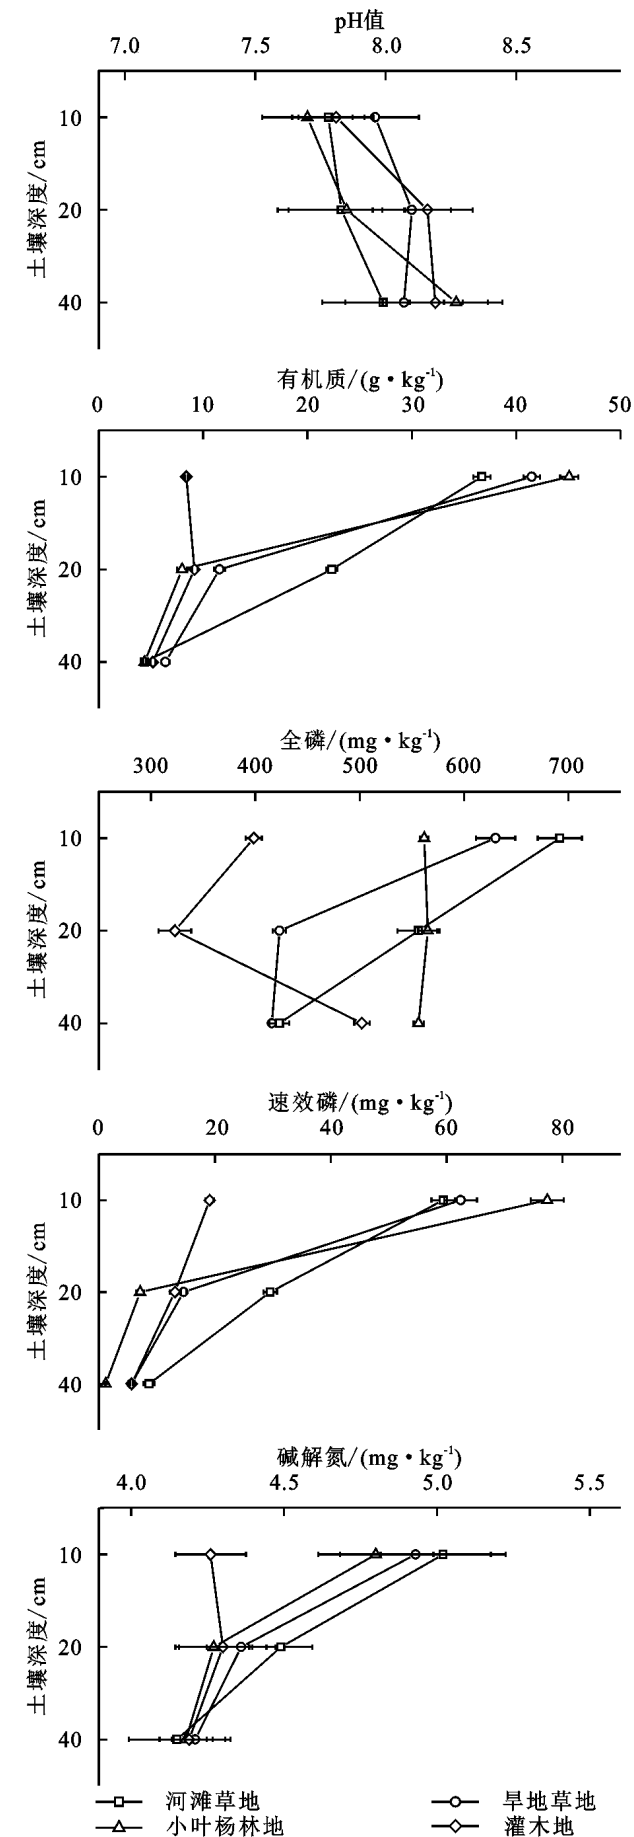 pH值
7.0 7.5 8.0 8.5
土壤深度/cm
10
20
40
有机质/(g·kg⁻¹)
0 10 20 30 40 50
土壤深度/cm
10
20
40
全磷/(mg·kg⁻¹)
300 400 500 600 700
土壤深度/cm
10
20
40
速效磷/(mg·kg⁻¹)
0 20 40 60 80
土壤深度/cm
10
20
40
碱解氮/(mg·kg⁻¹)
4.0 4.5 5.0 5.5
土壤深度/cm
10
20
40
河滩草地 旱地草地
小叶杨林地 灌木地